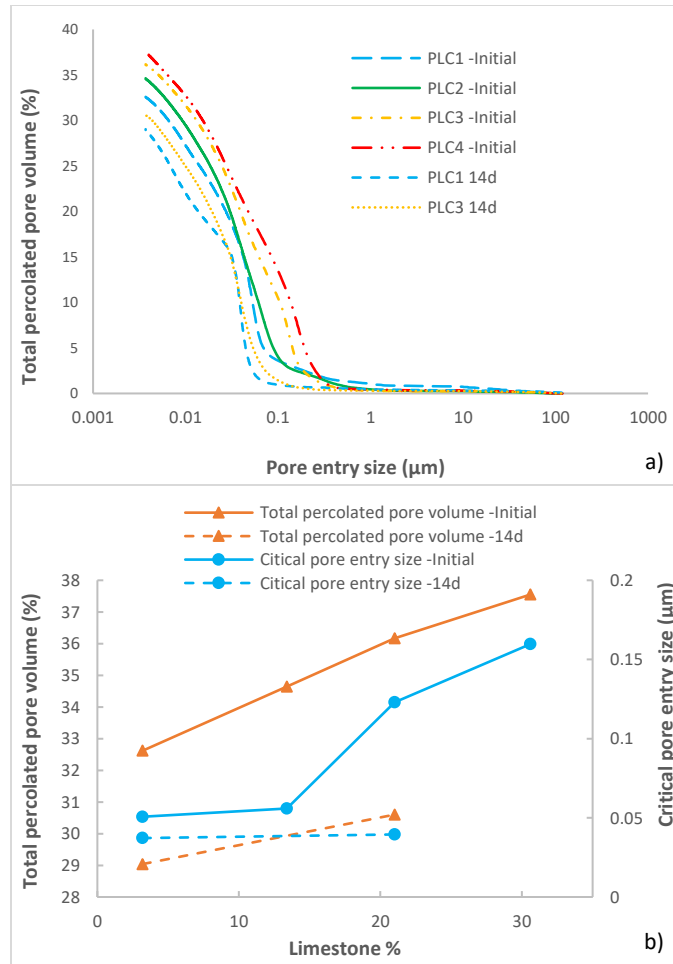 40
35
30
25
20
15
10
5
0
Total percolated pore volume (%)
PLC1 -Initial
PLC2 -Initial
PLC3 -Initial
PLC4 -Initial
PLC1 14d
PLC3 14d
0.001 0.01 0.1 1 10 100 1000
Pore entry size (µm)
a)
Total percolated pore volume -Initial
Total percolated pore volume -14d
Citical pore entry size -Initial
Citical pore entry size -14d
38
37
36
35
34
33
32
31
30
29
28
Total percolated pore volume (%)
0.2
0.15
0.1
0.05
0
Critical pore entry size (µm)
0 10 20 30
Limestone %
b)